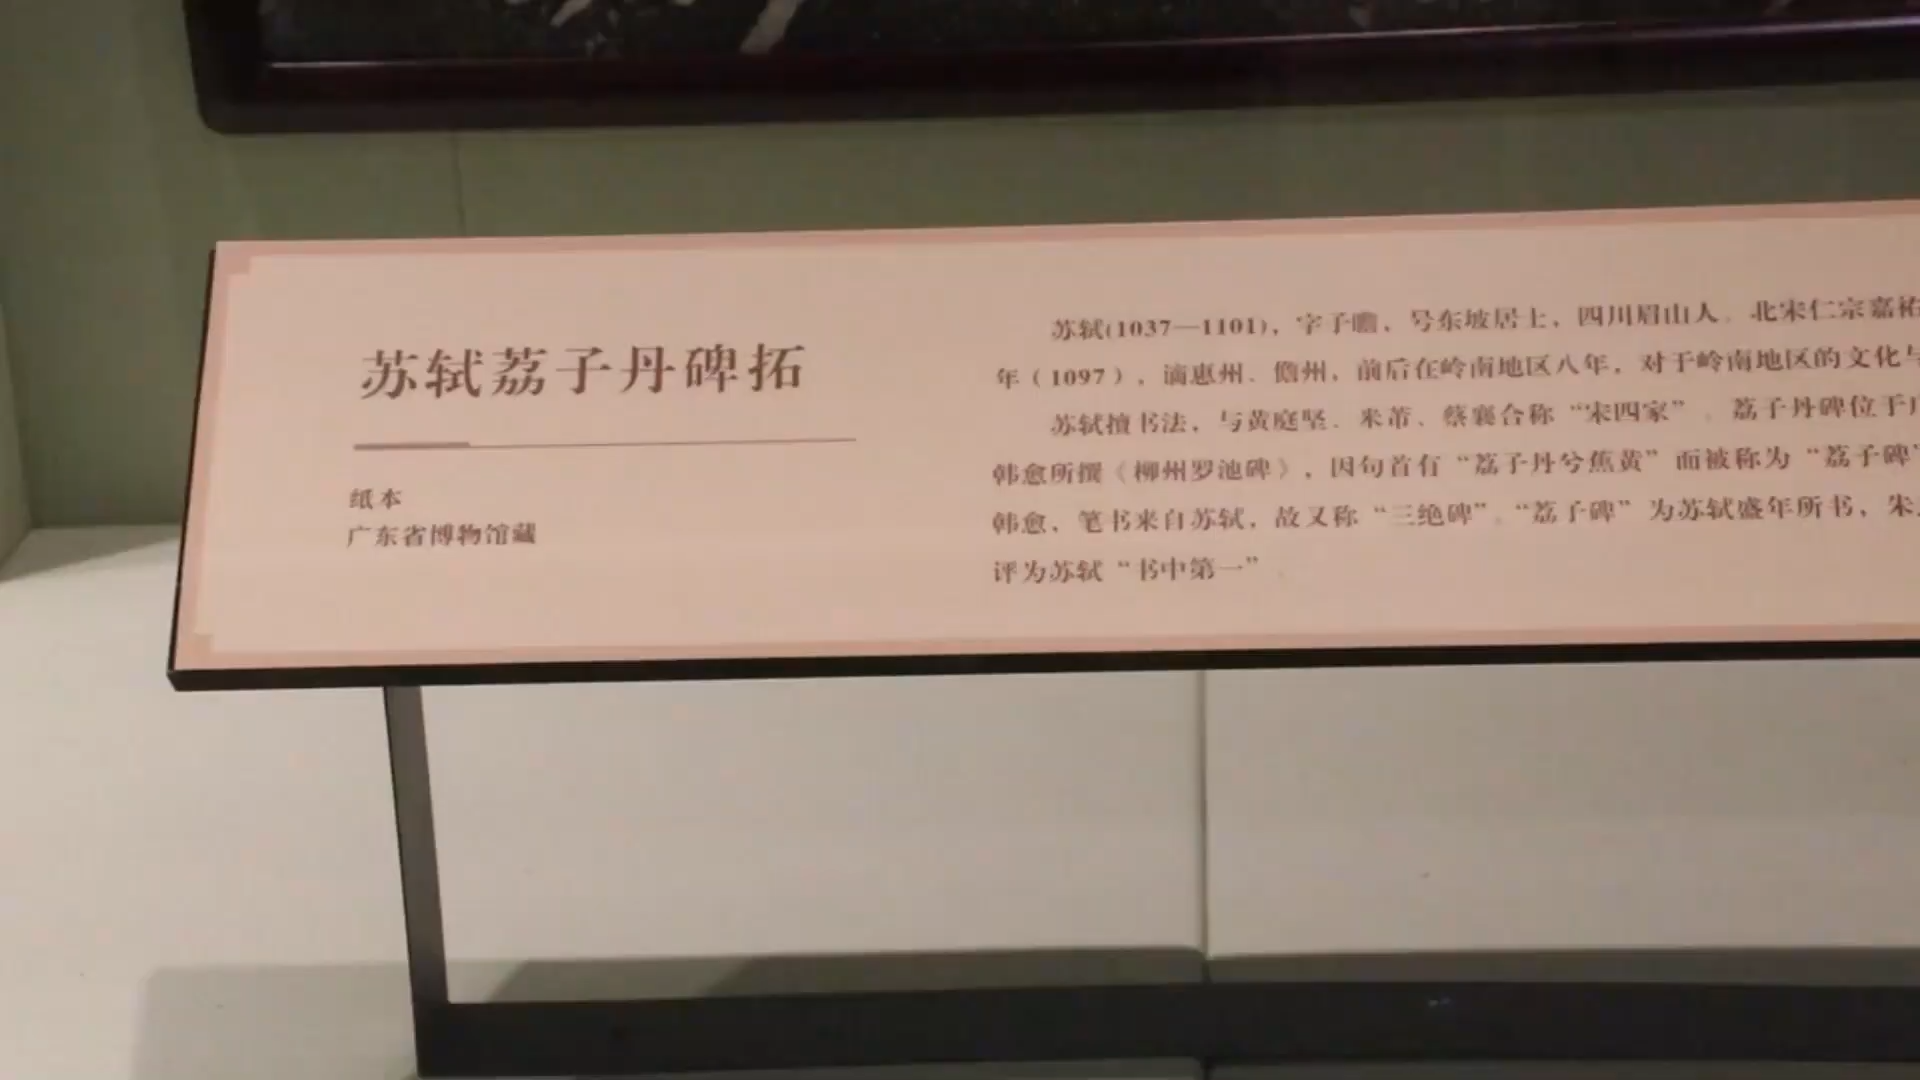 苏轼荔子丹碑拓
纸本
广东省博物馆藏
苏轼(1037—1101)，字子瞻，号东坡居士，四川眉山人。北宋仁宗嘉祐
年（1097），谪惠州、儋州，前后在岭南地区八年，对于岭南地区的文化与
苏轼擅书法，与黄庭坚、米芾、蔡襄合称“宋四家”。荔子丹碑位于广
韩愈所撰《柳州罗池碑》，因句首有“荔子丹兮蕉黄”而被称为“荔子碑”
韩愈，笔书来自苏轼，故又称“三绝碑”。“荔子碑”为苏轼盛年所书，朱
评为苏轼“书中第一”。